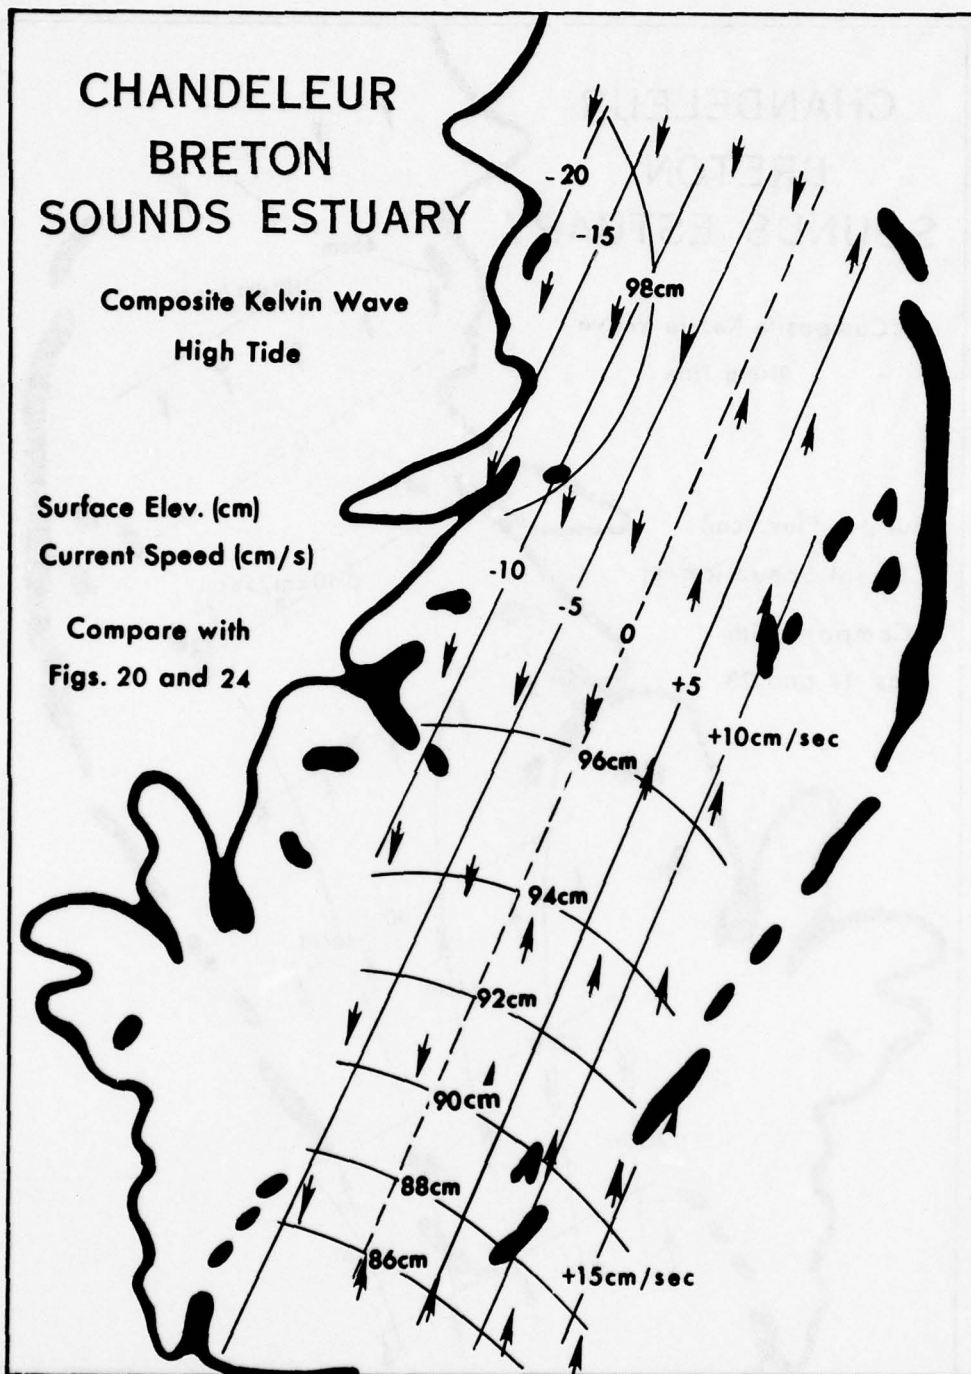 CHANDELEUR
BRETON
SOUNDS ESTUARY
Composite Kelvin Wave
High Tide
Surface Elev. (cm)
Current Speed (cm/s)
Compare with
Figs. 20 and 24
-20
-15
98cm
-10
-5
0
+5
+10cm/sec
96cm
94cm
92cm
90cm
88cm
86cm
+15cm/sec